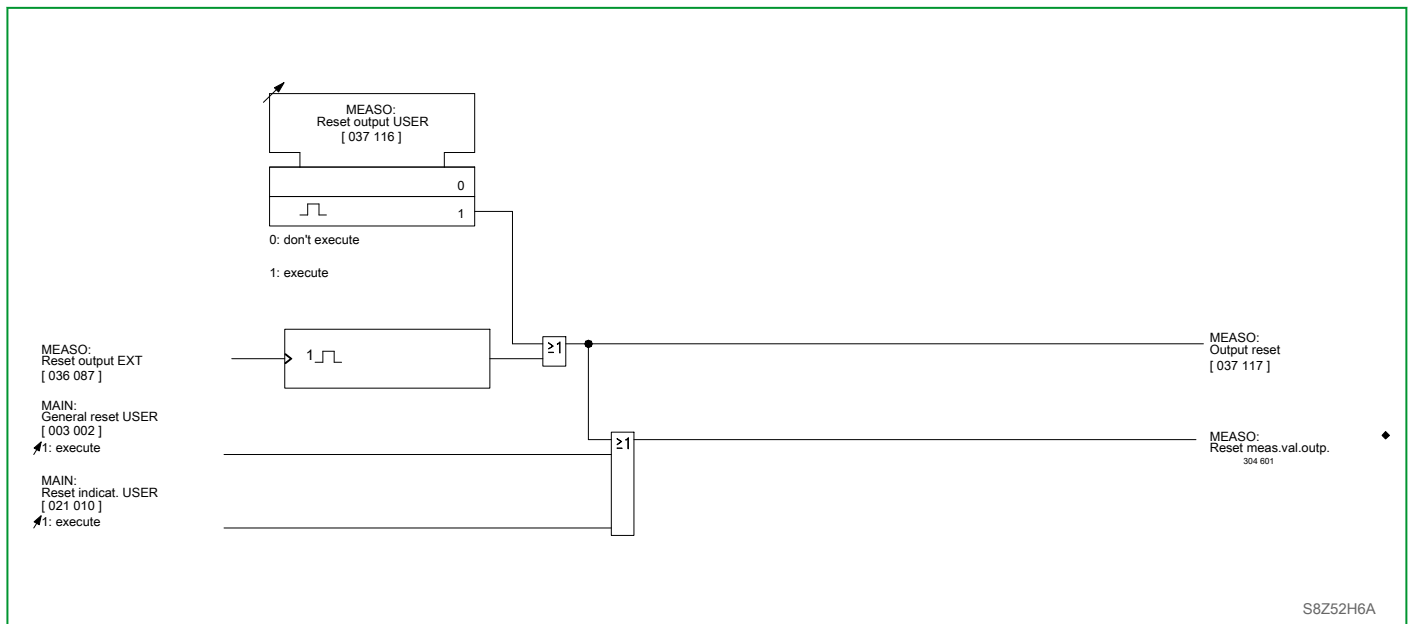 MEASO:
Reset output USER
[ 037 116 ]
0
1
0: don't execute
1: execute
MEASO:
Reset output EXT
[ 036 087 ]
1
≥1
MEASO:
Output reset
[ 037 117 ]
MAIN:
General reset USER
[ 003 002 ]
1: execute
≥1
MEASO:
Reset meas.val.outp.
304 601
MAIN:
Reset indicat. USER
[ 021 010 ]
1: execute
S8Z52H6A